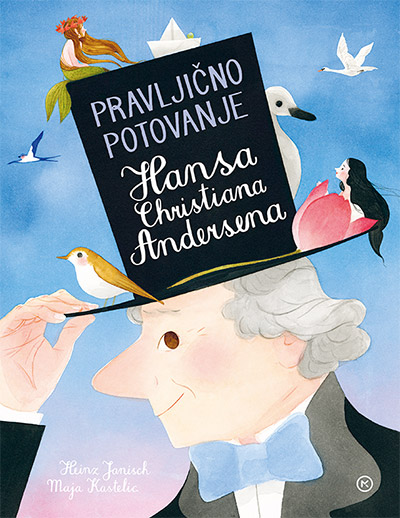 PRAVLJIČNO
POTOVANJE
Hansa
Christiana
Andersena
Heinz Janisch
Maja Kastelic
M